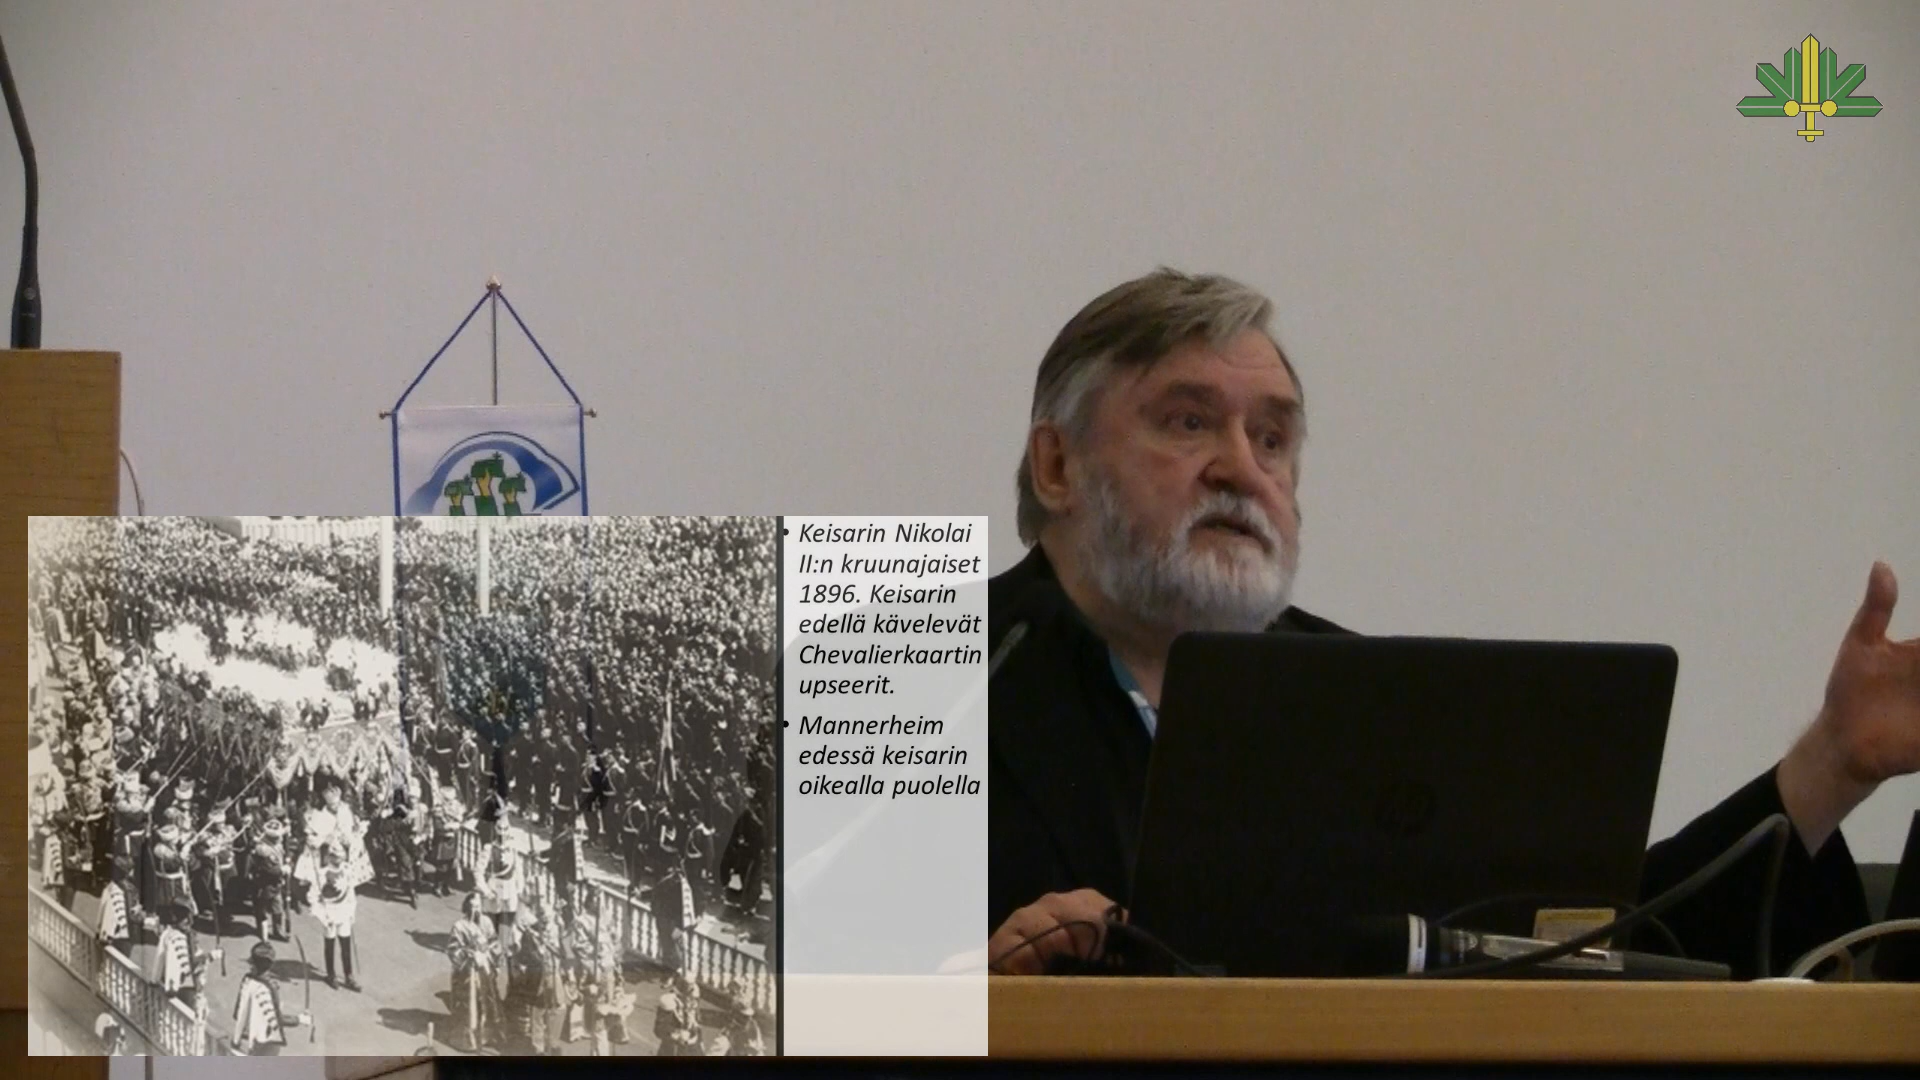 • Keisarin Nikolai
II:n kruunajaiset
1896. Keisarin
edellä kävelevät
Chevalierkaartin
upseerit.
• Mannerheim
edessä keisarin
oikealla puolella